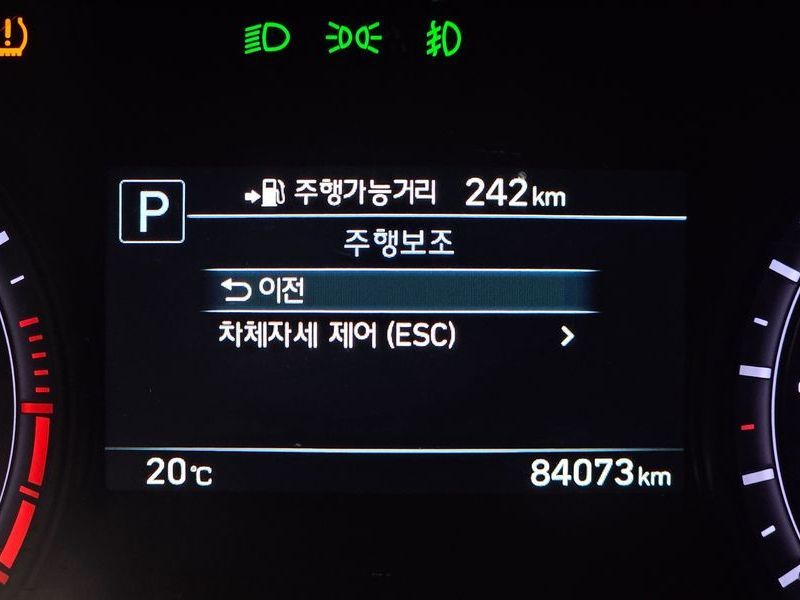 P
주행가능거리 242km
주행보조
이전
차체자세 제어 (ESC)
20℃ 84073km